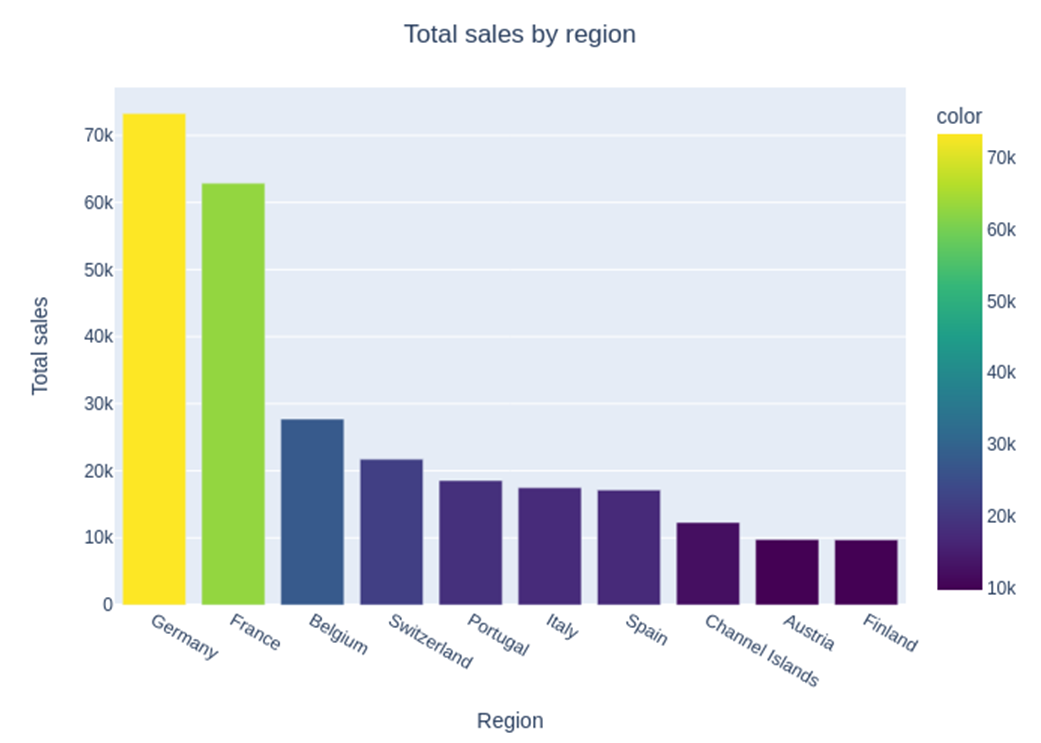 Total sales by region
Total sales
70k
60k
50k
40k
30k
20k
10k
0
Germany
France
Belgium
Switzerland
Portugal
Italy
Spain
Channel Islands
Austria
Finland
Region
color
70k
60k
50k
40k
30k
20k
10k